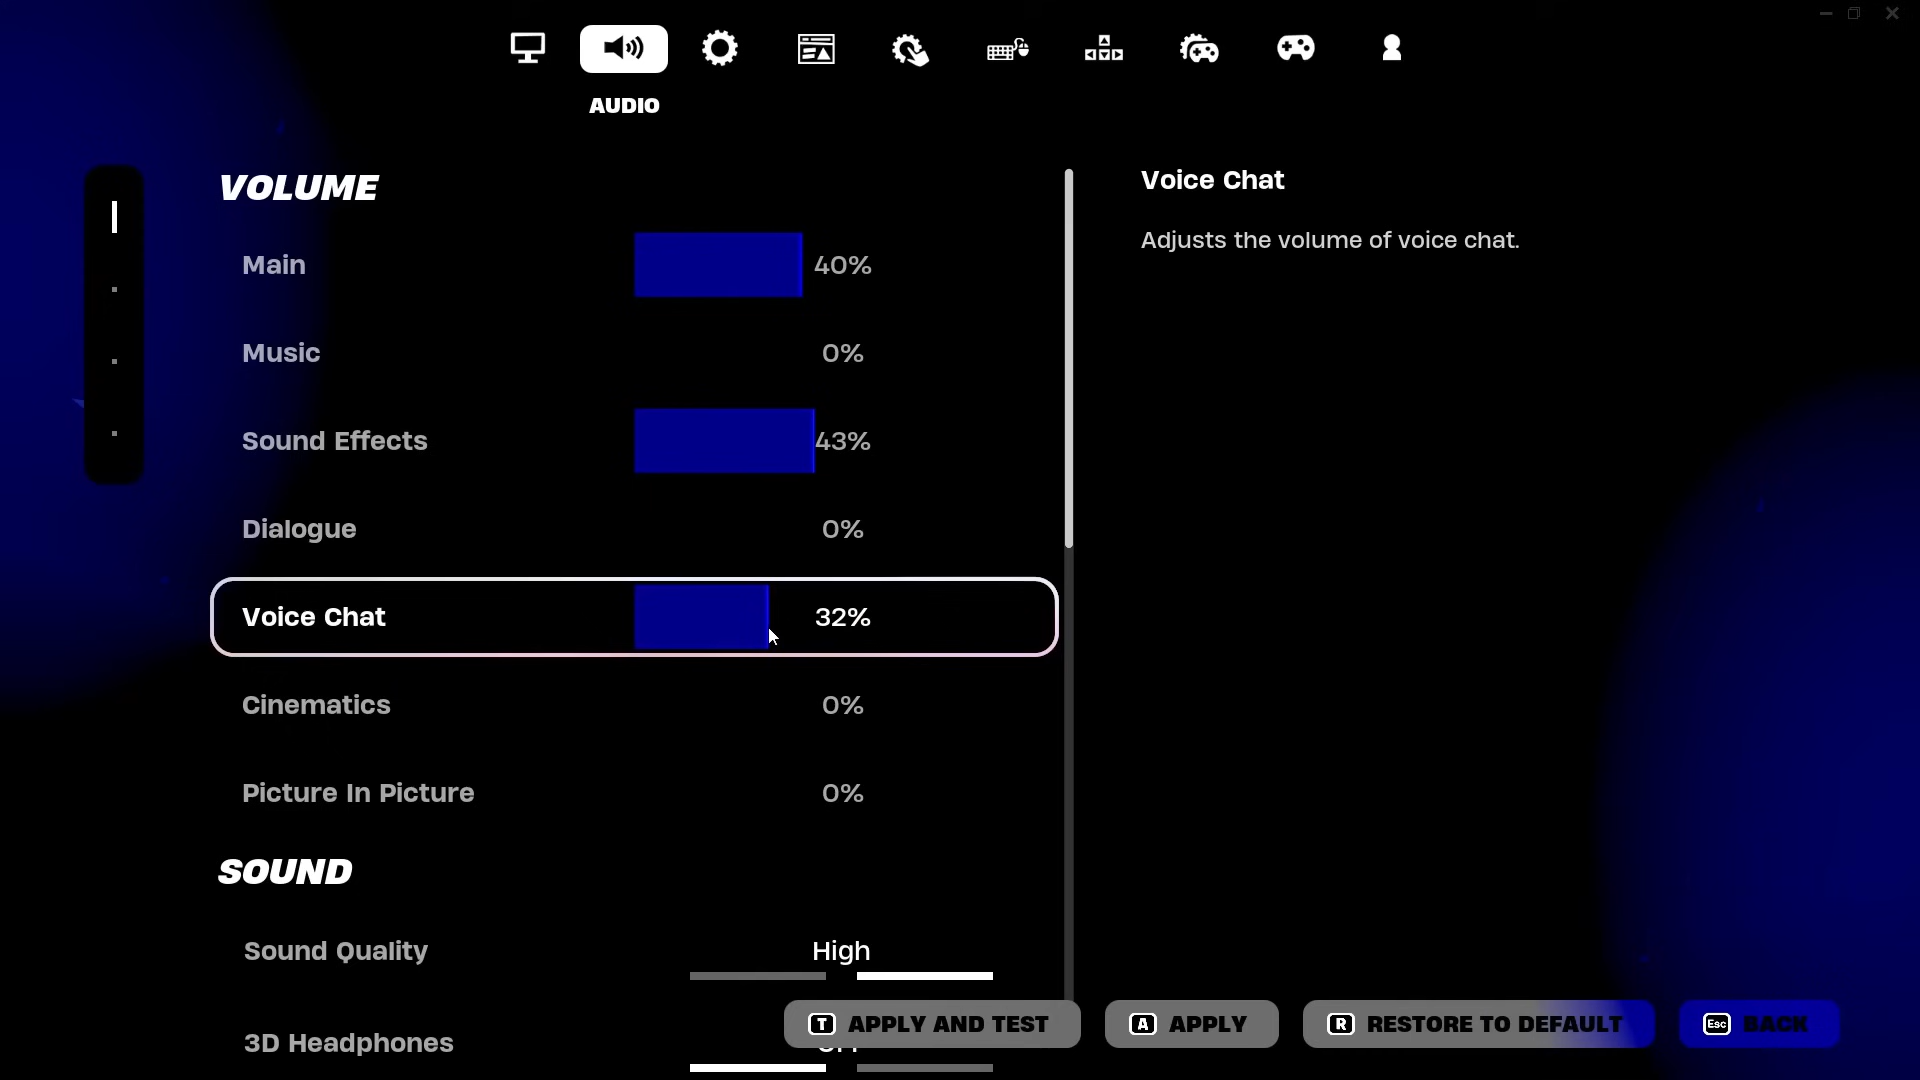 AUDIO
VOLUME
Main 40%
Music 0%
Sound Effects 43%
Dialogue 0%
Voice Chat 32%
Cinematics 0%
Picture In Picture 0%
SOUND
Sound Quality High
3D Headphones
Voice Chat
Adjusts the volume of voice chat.
T APPLY AND TEST A APPLY R RESTORE TO DEFAULT Esc BACK